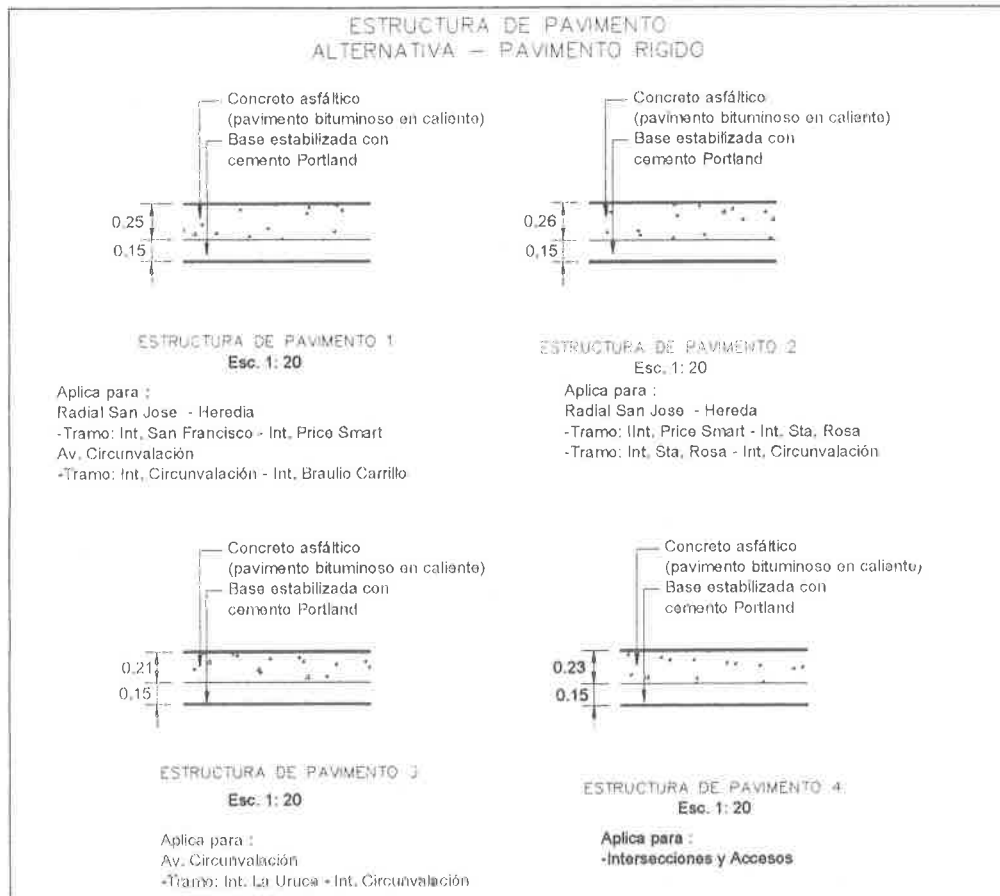 ESTRUCTURA DE PAVIMENTO
ALTERNATIVA – PAVIMENTO RIGIDO
Concreto asfáltico
(pavimento bituminoso en caliente)
Base estabilizada con
cemento Portland
0,25
0,15
ESTRUCTURA DE PAVIMENTO 1
Esc. 1: 20
Aplica para :
Radial San Jose - Heredia
-Tramo: Int, San Francisco - Int, Price Smart
Av. Circunvalación
-Tramo: Int, Circunvalación - Int, Braulio Carrillo
Concreto asfáltico
(pavimento bituminoso en caliente)
Base estabilizada con
cemento Portland
0,26
0,15
ESTRUCTURA DE PAVIMENTO 2
Esc. 1: 20
Aplica para :
Radial San Jose - Hereda
-Tramo: IInt, Price Smart - Int, Sta, Rosa
-Tramo: Int, Sta, Rosa - Int, Circunvalación
Concreto asfáltico
(pavimento bituminoso en caliente)
Base estabilizada con
cemento Portland
0.21
0,15
ESTRUCTURA DE PAVIMENTO 3
Esc. 1: 20
Aplica para :
Av, Circunvalación
-Tramo: Int. La Uruca - Int, Circunvalación
Concreto asfáltico
(pavimento bituminoso en caliente)
Base estabilizada con
cemento Portland
0.23
0.15
ESTRUCTURA DE PAVIMENTO 4
Esc. 1: 20
Aplica para :
-Intersecciones y Accesos